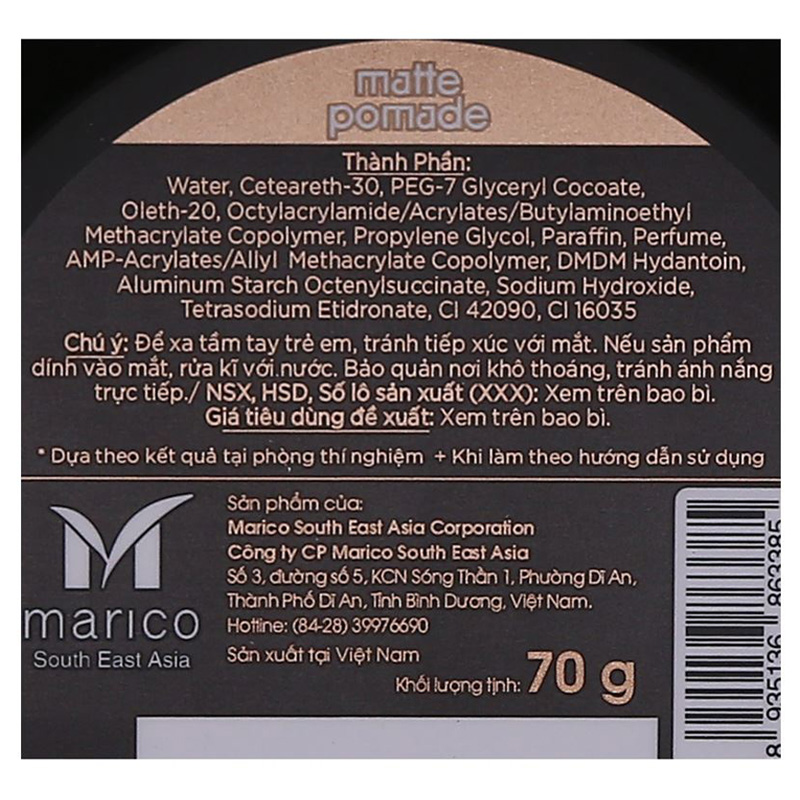 matte
pomade
Thành Phần:
Water, Ceteareth-30, PEG-7 Glyceryl Cocoate,
Oleth-20, Octylacrylamide/Acrylates/Butylaminoethyl
Methacrylate Copolymer, Propylene Glycol, Paraffin, Perfume,
AMP-Acrylates/Allyl Methacrylate Copolymer, DMDM Hydantoin,
Aluminum Starch Octenylsuccinate, Sodium Hydroxide,
Tetrasodium Etidronate, CI 42090, CI 16035
Chú ý: Để xa tầm tay trẻ em, tránh tiếp xúc với mắt. Nếu sản phẩm
dính vào mắt, rửa kĩ với nước. Bảo quản nơi khô thoáng, tránh ánh nắng
trực tiếp./ NSX, HSD, Số lô sản xuất (XXX): Xem trên bao bì.
Giá tiêu dùng đề xuất: Xem trên bao bì.
* Dựa theo kết quả tại phòng thí nghiệm + Khi làm theo hướng dẫn sử dụng
marico
South East Asia
Sản phẩm của:
Marico South East Asia Corporation
Công ty CP Marico South East Asia
Số 3, đường số 5, KCN Sóng Thần 1, Phường Dĩ An,
Thành Phố Dĩ An, Tỉnh Bình Dương, Việt Nam.
Hotline: (84-28) 39976690
Sản xuất tại Việt Nam
Khối lượng tịnh: 70 g
8 935136 863385